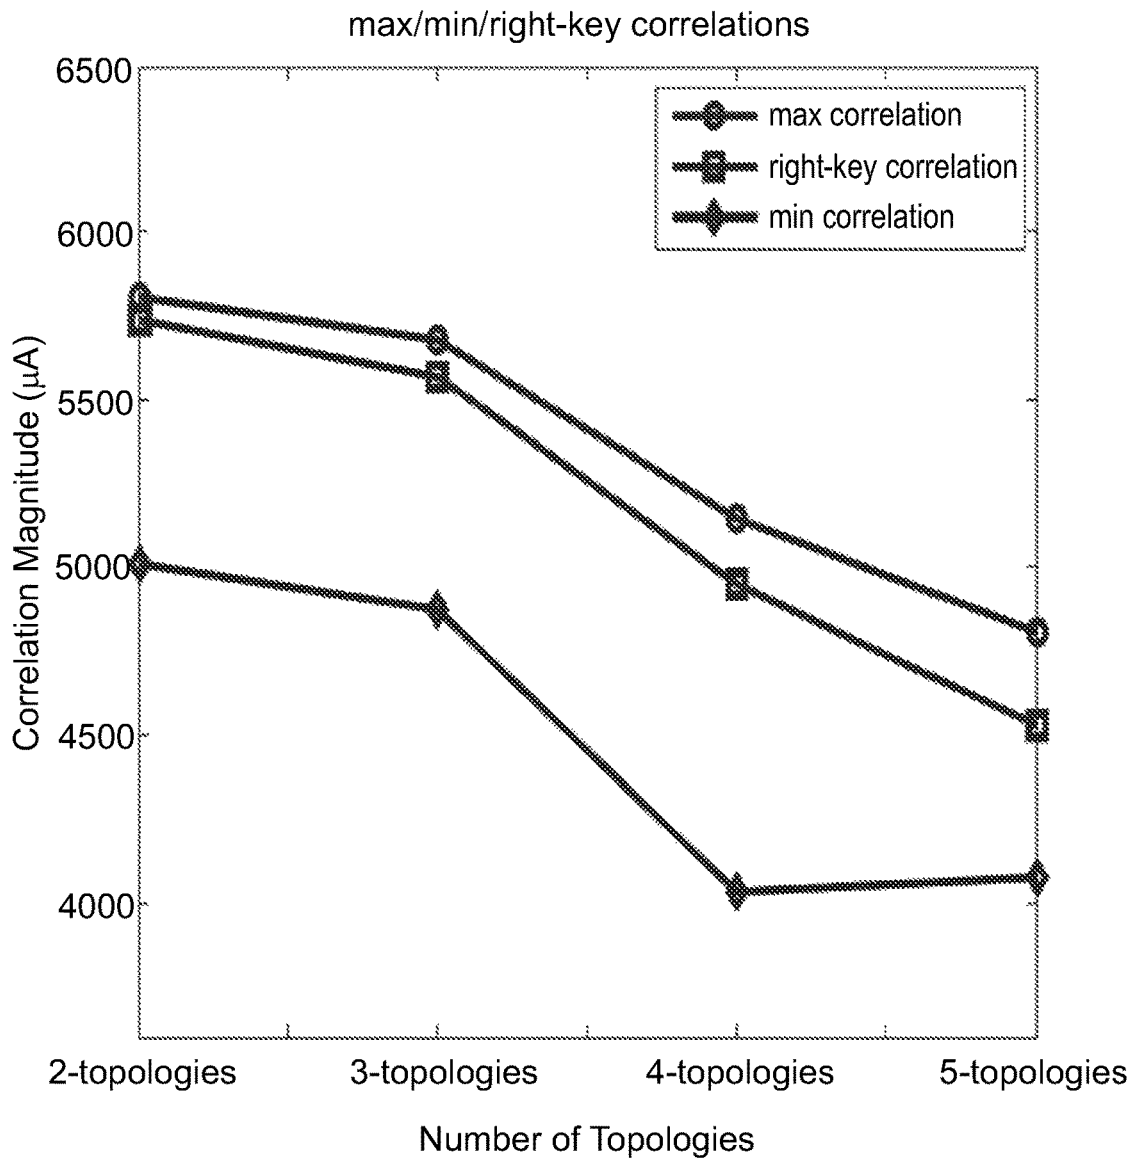 max/min/right-key correlations
6500
6000
5500
5000
4500
4000
Correlation Magnitude (μA)
max correlation
right-key correlation
min correlation
2-topologies 3-topologies 4-topologies 5-topologies
Number of Topologies